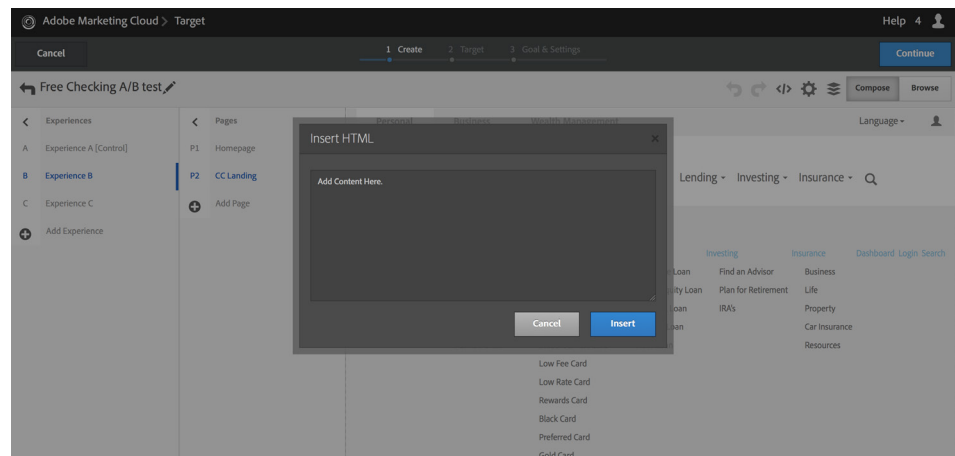 Adobe Marketing Cloud > Target
Help 4
Cancel
1 Create 2 Target 3 Goal & Settings
Continue
Free Checking A/B test
</>
Compose Browse
Experiences
A Experience A [Control]
B Experience B
C Experience C
Add Experience
Pages
P1 Homepage
P2 CC Landing
Add Page
Personal Business Wealth Management
Language
Insert HTML
×
Add Content Here.
Cancel Insert
Lending Investing Insurance
Investing Insurance Dashboard Login Search
Loan Find an Advisor Business
Loan Plan for Retirement Life
IRA's Property
Car Insurance
Resources
Low Fee Card
Low Rate Card
Rewards Card
Black Card
Preferred Card
Gold Card